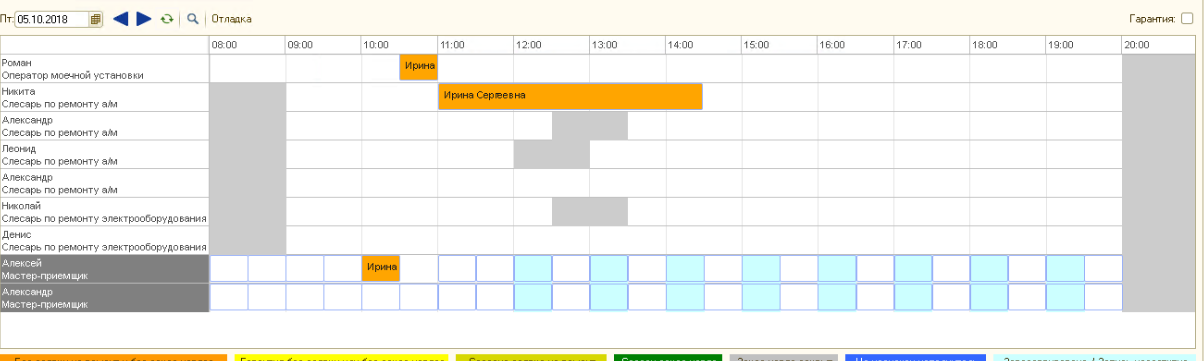 Пт: 05.10.2018 Отладка Гарантия:
08:00 09:00 10:00 11:00 12:00 13:00 14:00 15:00 16:00 17:00 18:00 19:00 20:00
Роман
Оператор моечной установки
Ирина
Никита
Слесарь по ремонту а/м
Ирина Сергеевна
Александр
Слесарь по ремонту а/м
Леонид
Слесарь по ремонту а/м
Александр
Слесарь по ремонту а/м
Николай
Слесарь по ремонту электрооборудования
Денис
Слесарь по ремонту электрооборудования
Алексей
Мастер-приемщик
Ирина
Александр
Мастер-приемщик